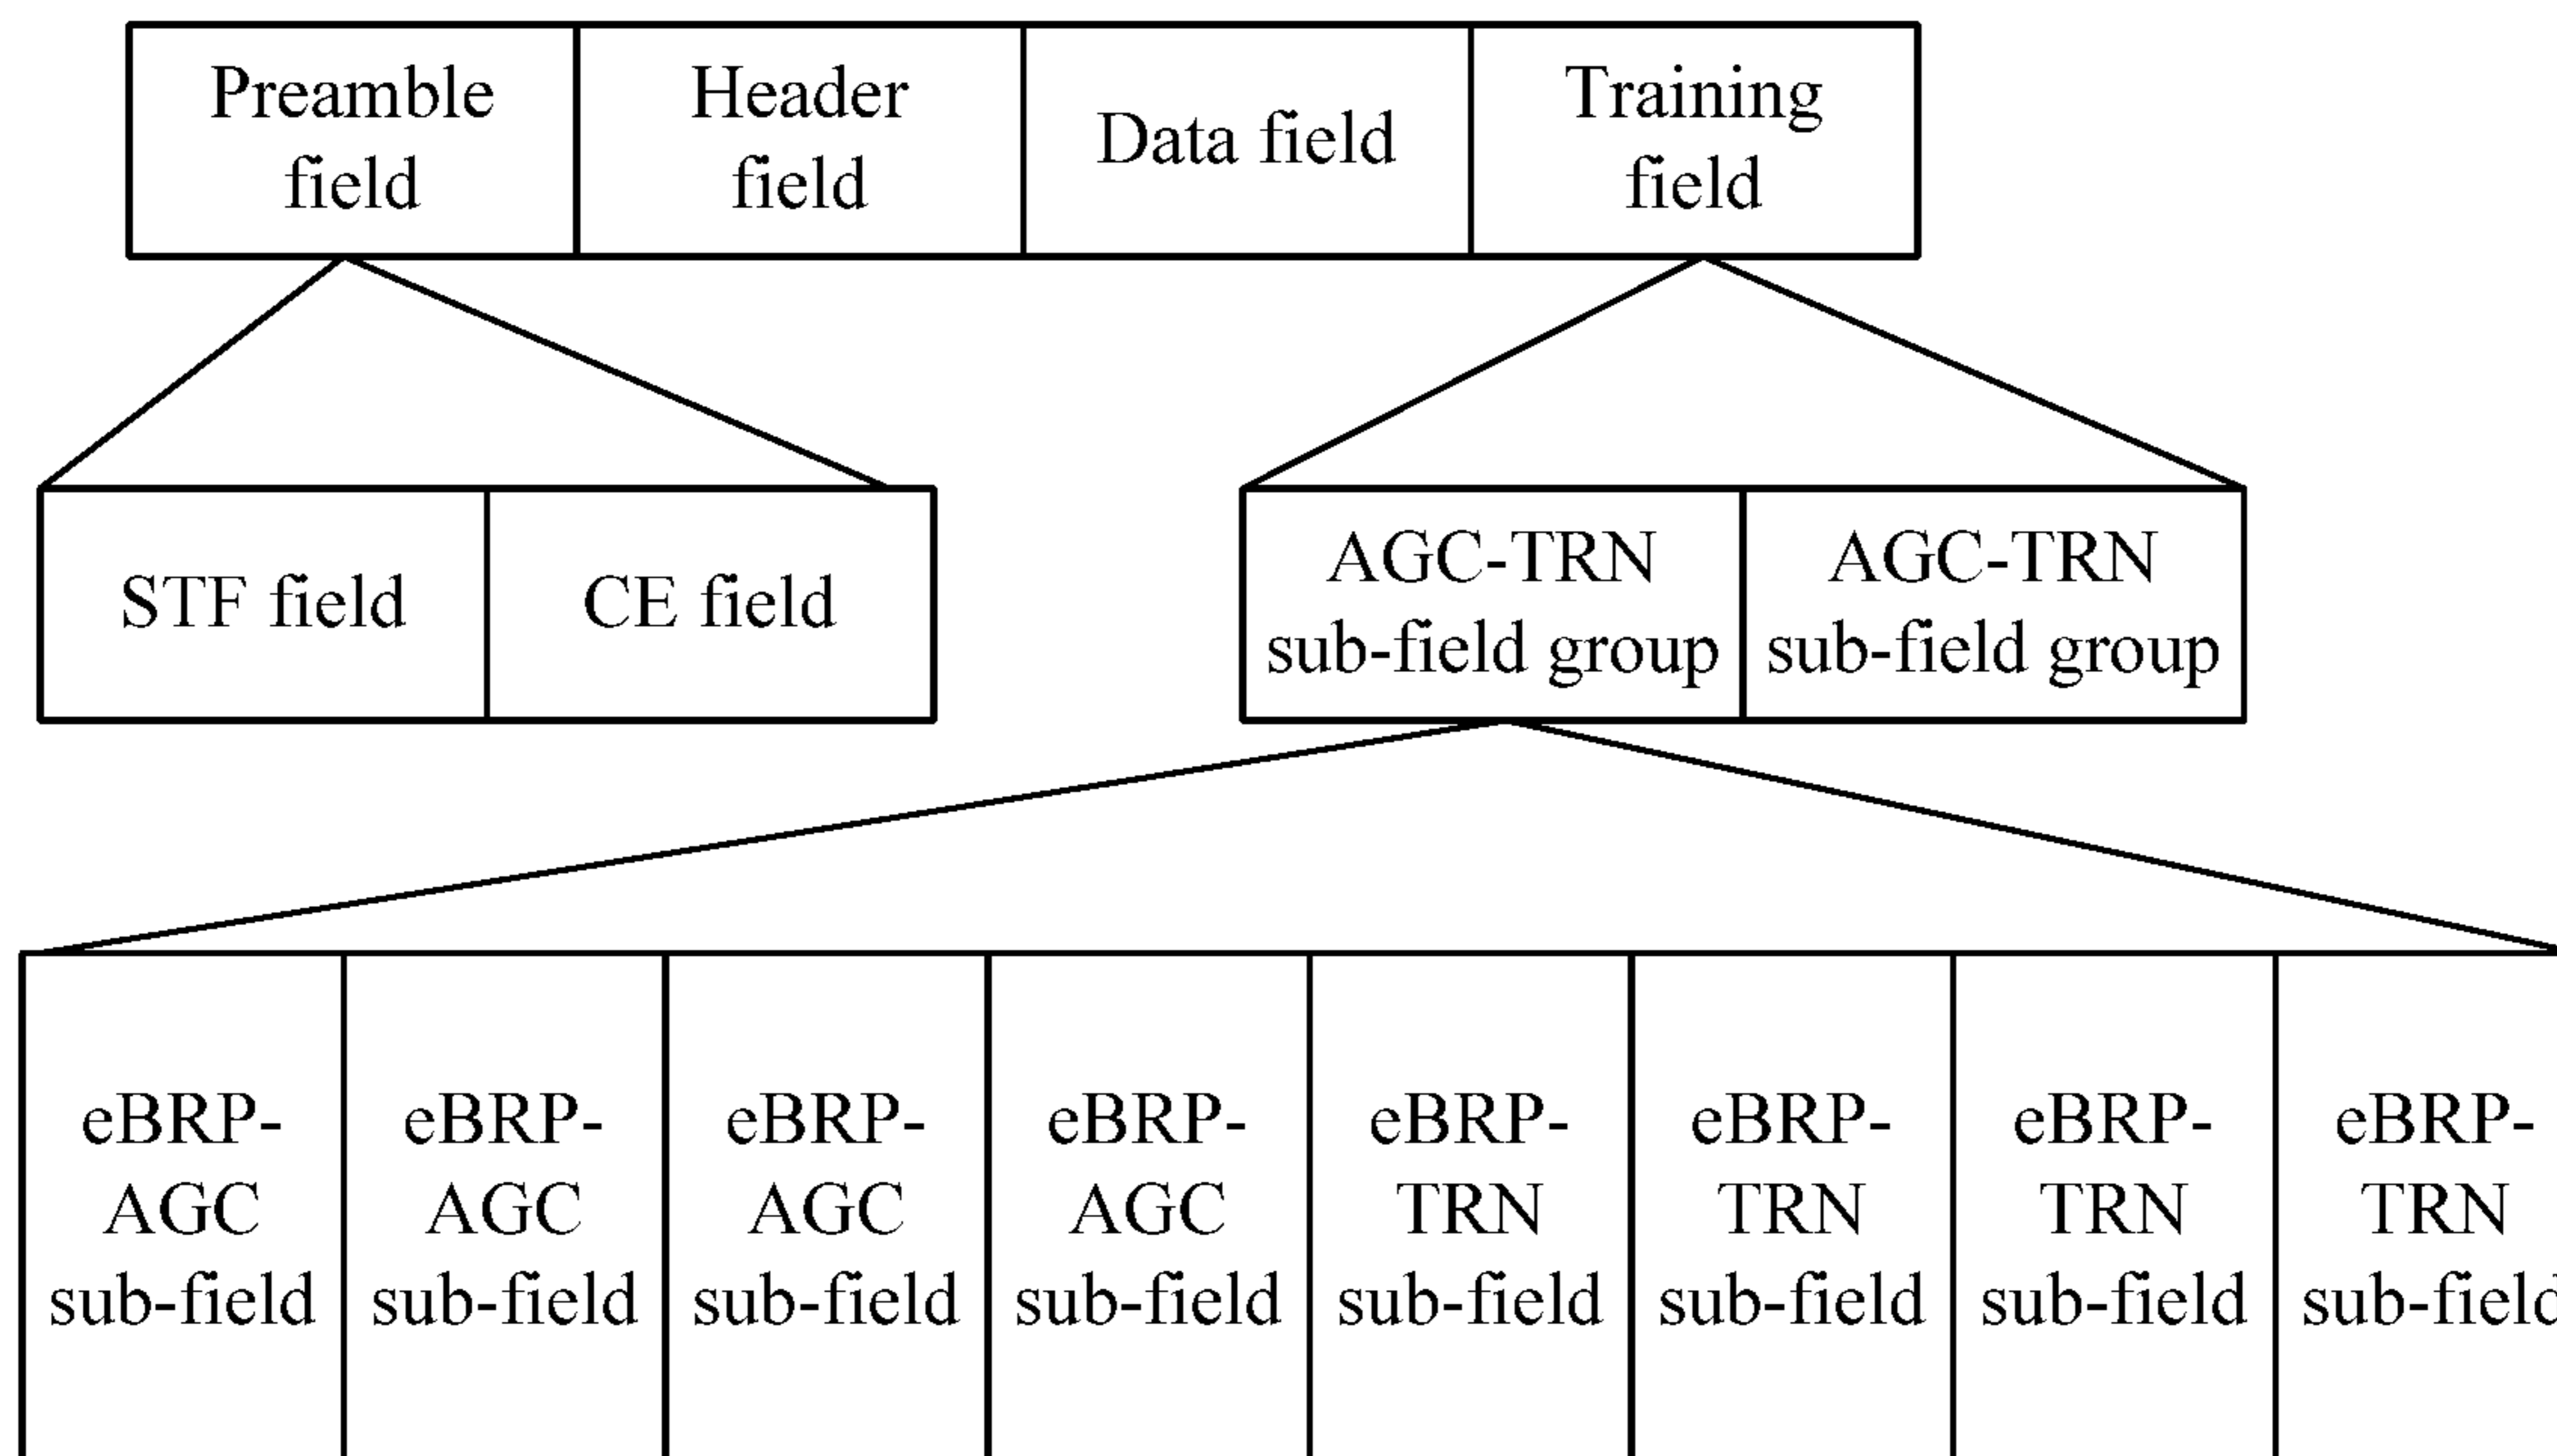 Preamble
field
Header
field
Data field
Training
field
STF field
CE field
AGC-TRN
sub-field group
AGC-TRN
sub-field group
eBRP-
AGC
sub-field
eBRP-
AGC
sub-field
eBRP-
AGC
sub-field
eBRP-
AGC
sub-field
eBRP-
TRN
sub-field
eBRP-
TRN
sub-field
eBRP-
TRN
sub-field
eBRP-
TRN
sub-field